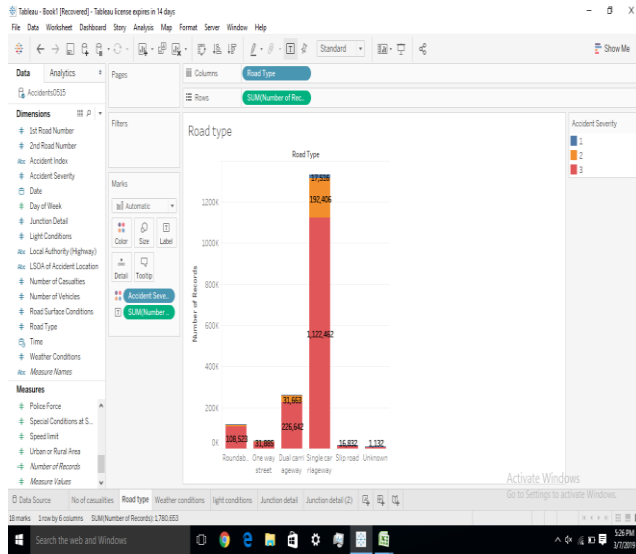 Tableau - Book1 [Recovered] - Tableau license expires in 14 days
File Data Worksheet Dashboard Story Analysis Map Format Server Window Help
Standard
Show Me
Data Analytics
Pages
Columns
Road Type
Accidents0515
Rows
SUM(Number of Rec..
Dimensions
1st Road Number
2nd Road Number
Abc Accident Index
Accident Severity
Date
Day of Week
Junction Detail
Light Conditions
Abc Local Authority (Highway)
Abc LSOA of Accident Location
Number of Casualties
Number of Vehicles
Road Surface Conditions
Road Type
Time
Weather Conditions
Abc Measure Names
Measures
Police Force
Special Conditions at S...
Speed limit
Urban or Rural Area
Number of Records
Measure Values
Filters
Marks
Automatic
Color Size Label
Detail Tooltip
Accident Seve..
SUM(Number ..
Road type
Road Type
Number of Records
1200K
1000K
800K
600K
400K
200K
0K
192,406
1,122,462
31,663
226,642
108,523
31,885
16,832
1,132
Roundab.. One way street Dual carri ageway Single car riageway Slip road Unknown
Accident Severity
1
2
3
Activate Windows
Go to Settings to activate Windows.
Data Source No of casualities Road type Weather conditions light conditions Junction detail Junction detail (2)
18 marks 1 row by 6 columns SUM(Number of Records): 1,780,653
Search the web and Windows
5:26 PM
3/7/2019